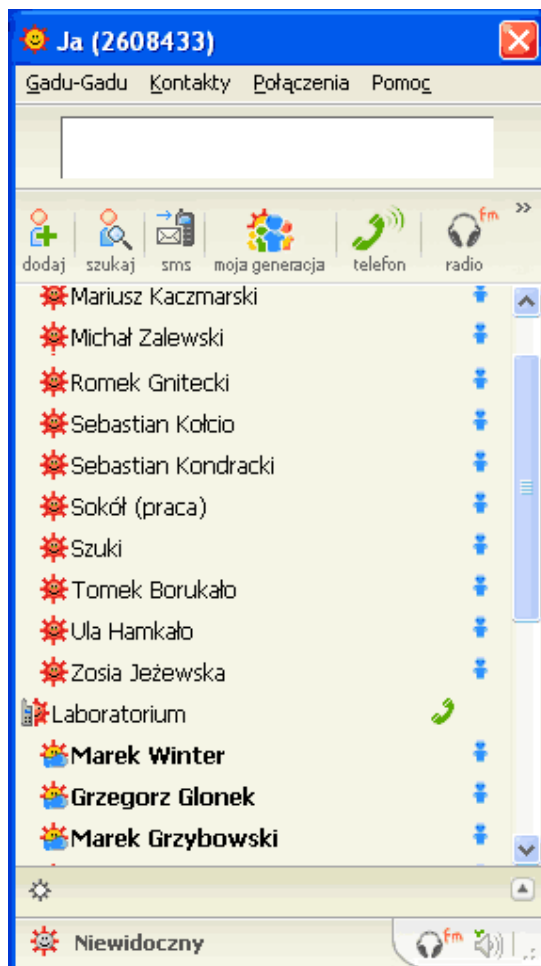 Ja (2608433)
Gadu-Gadu Kontakty Połączenia Pomoc
fm
dodaj szukaj sms moja generacja telefon radio
Mariusz Kaczmarski
Michał Zalewski
Romek Gnitecki
Sebastian Kołcio
Sebastian Kondracki
Sokół (praca)
Szuki
Tomek Borukało
Ula Hamkało
Zosia Jeżewska
Laboratorium
Marek Winter
Grzegorz Glonek
Marek Grzybowski
Niewidoczny fm